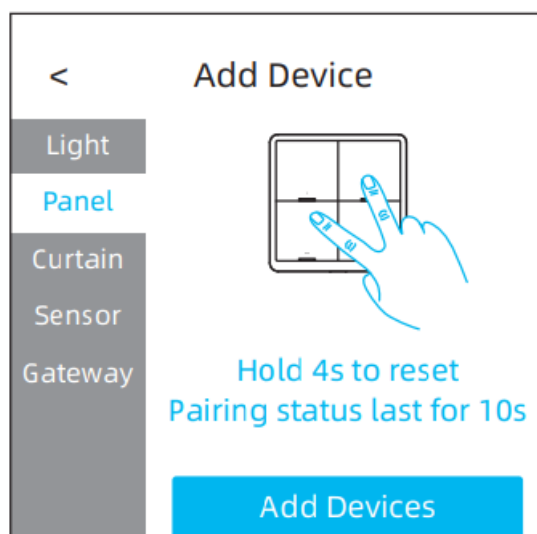 < Add Device
Light
Panel
Curtain
Sensor
Gateway
Hold 4s to reset
Pairing status last for 10s
Add Devices